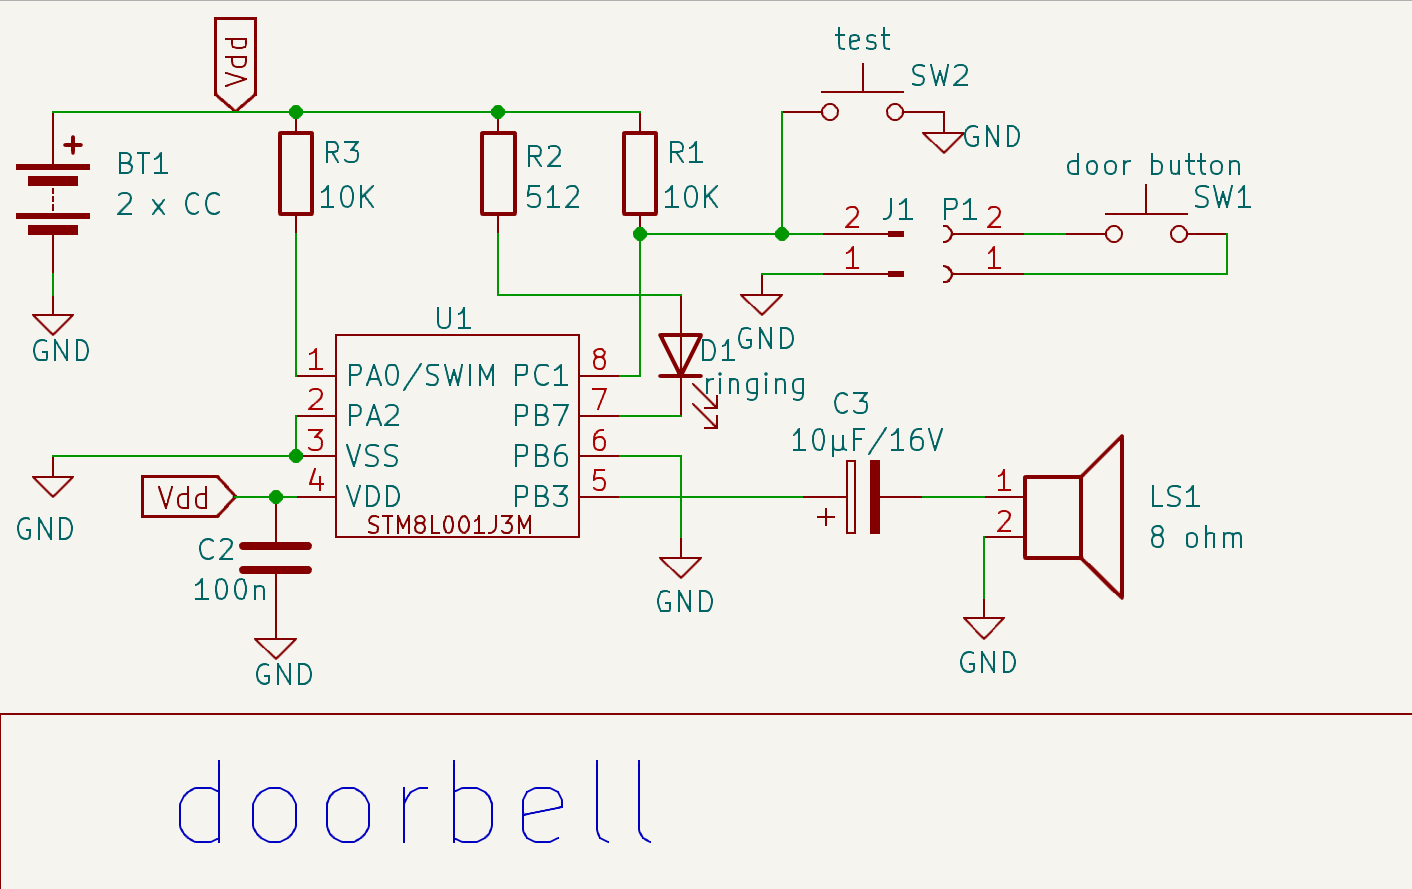 Vdd
test
SW2
GND
BT1
2 x CC
R3
10K
R2
512
R1
10K
door button
SW1
2 J1 P1 2
1 1
GND
GND
U1
D1
ringing
1 PA0/SWIM PC1 8
2 PA2 PB7 7
3 VSS PB6 6
4 VDD PB3 5
STM8L001J3M
C3
10µF/16V
+
+
Vdd
GND
C2
100n
GND
GND
1
2
LS1
8 ohm
GND
doorbell